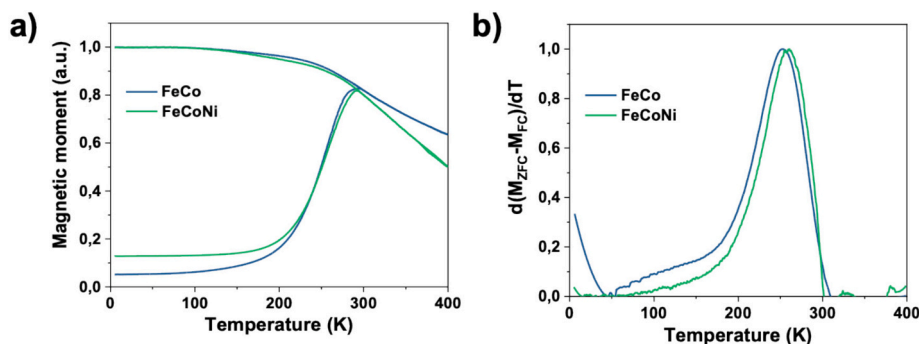 a)
Magnetic moment (a.u.)
1,0
0,8
0,6
0,4
0,2
0,0
FeCo
FeCoNi
0 100 200 300 400
Temperature (K)
b)
d(M_ZFC-M_FC)/dT
1,0
0,8
0,6
0,4
0,2
0,0
FeCo
FeCoNi
0 100 200 300 400
Temperature (K)